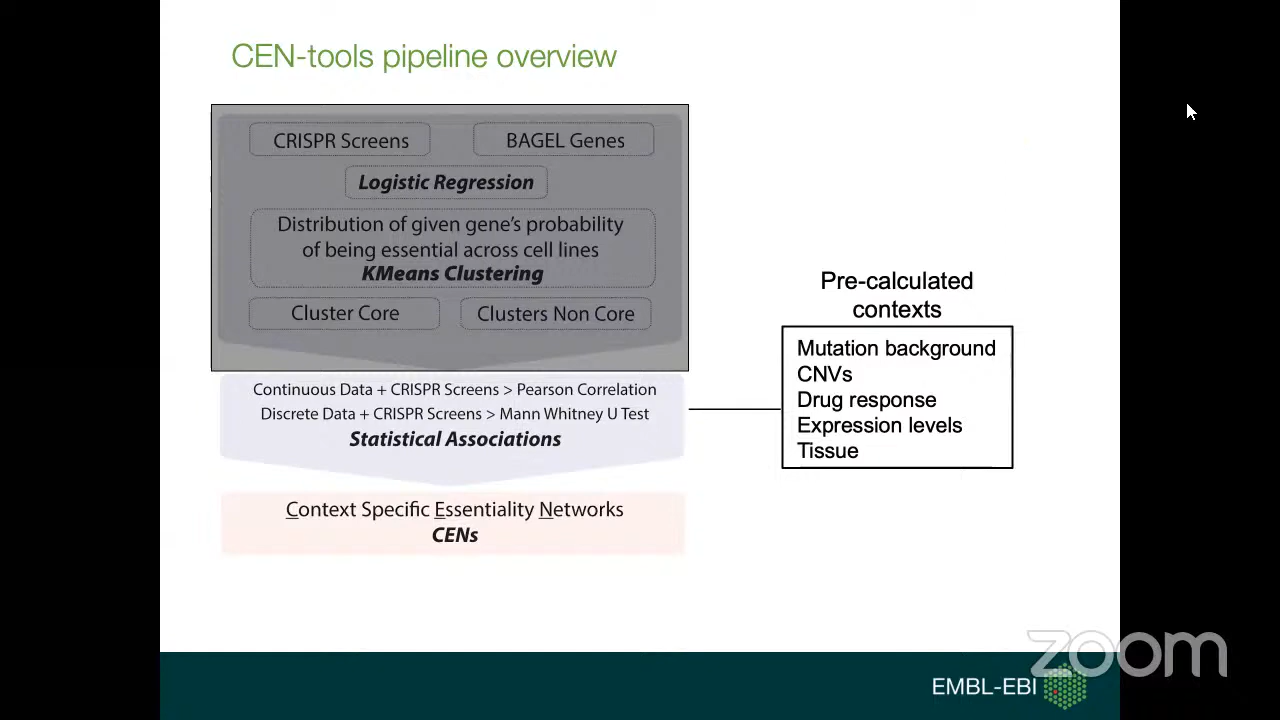 CEN-tools pipeline overview
CRISPR Screens
BAGEL Genes
Logistic Regression
Distribution of given gene's probability
of being essential across cell lines
KMeans Clustering
Cluster Core
Clusters Non Core
Continuous Data + CRISPR Screens > Pearson Correlation
Discrete Data + CRISPR Screens > Mann Whitney U Test
Statistical Associations
Context Specific Essentiality Networks
CENs
Pre-calculated
contexts
Mutation background
CNVs
Drug response
Expression levels
Tissue
zoom
EMBL-EBI